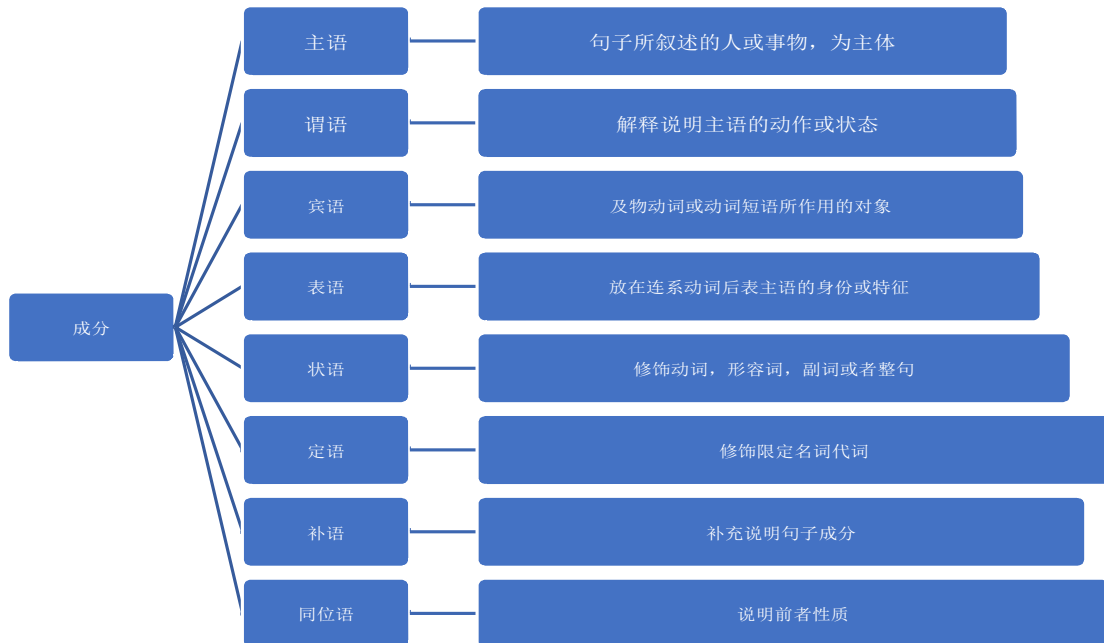 主语
句子所叙述的人或事物，为主体
谓语
解释说明主语的动作或状态
宾语
及物动词或动词短语所作用的对象
表语
放在连系动词后表主语的身份或特征
成分
状语
修饰动词，形容词，副词或者整句
定语
修饰限定名词代词
补语
补充说明句子成分
同位语
说明前者性质